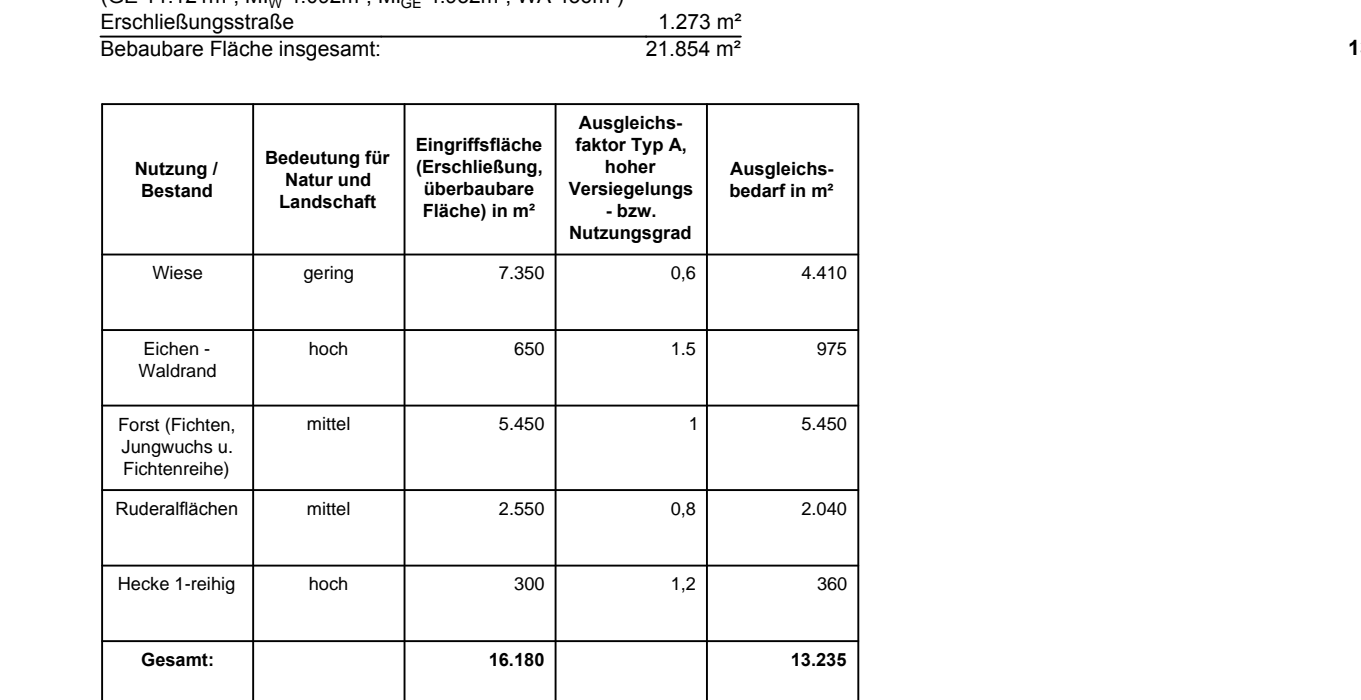 Erschließungsstraße 1.273 m²
Bebaubare Fläche insgesamt: 21.854 m²
Nutzung /
Bestand
Bedeutung für
Natur und
Landschaft
Eingriffsfläche
(Erschließung,
überbaubare
Fläche) in m²
Ausgleichs-
faktor Typ A,
hoher
Versiegelungs
- bzw.
Nutzungsgrad
Ausgleichs-
bedarf in m²
Wiese gering 7.350 0,6 4.410
Eichen - hoch 650 1.5 975
Waldrand
Forst (Fichten, mittel 5.450 1 5.450
Jungwuchs u.
Fichtenreihe)
Ruderalflächen mittel 2.550 0,8 2.040
Hecke 1-reihig hoch 300 1,2 360
Gesamt: 16.180 13.235